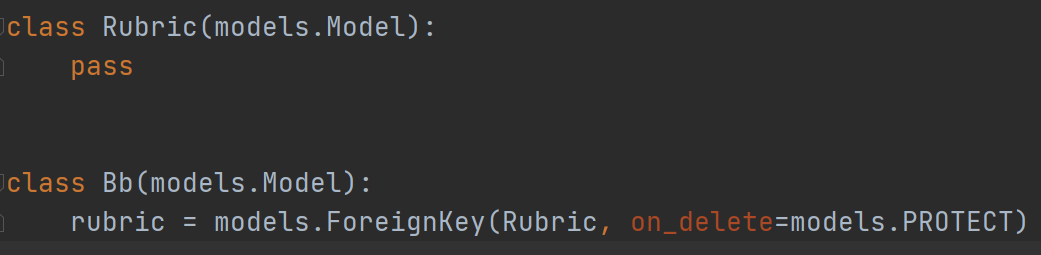 class Rubric(models.Model):
    pass
class Bb(models.Model):
    rubric = models.ForeignKey(Rubric, on_delete=models.PROTECT)